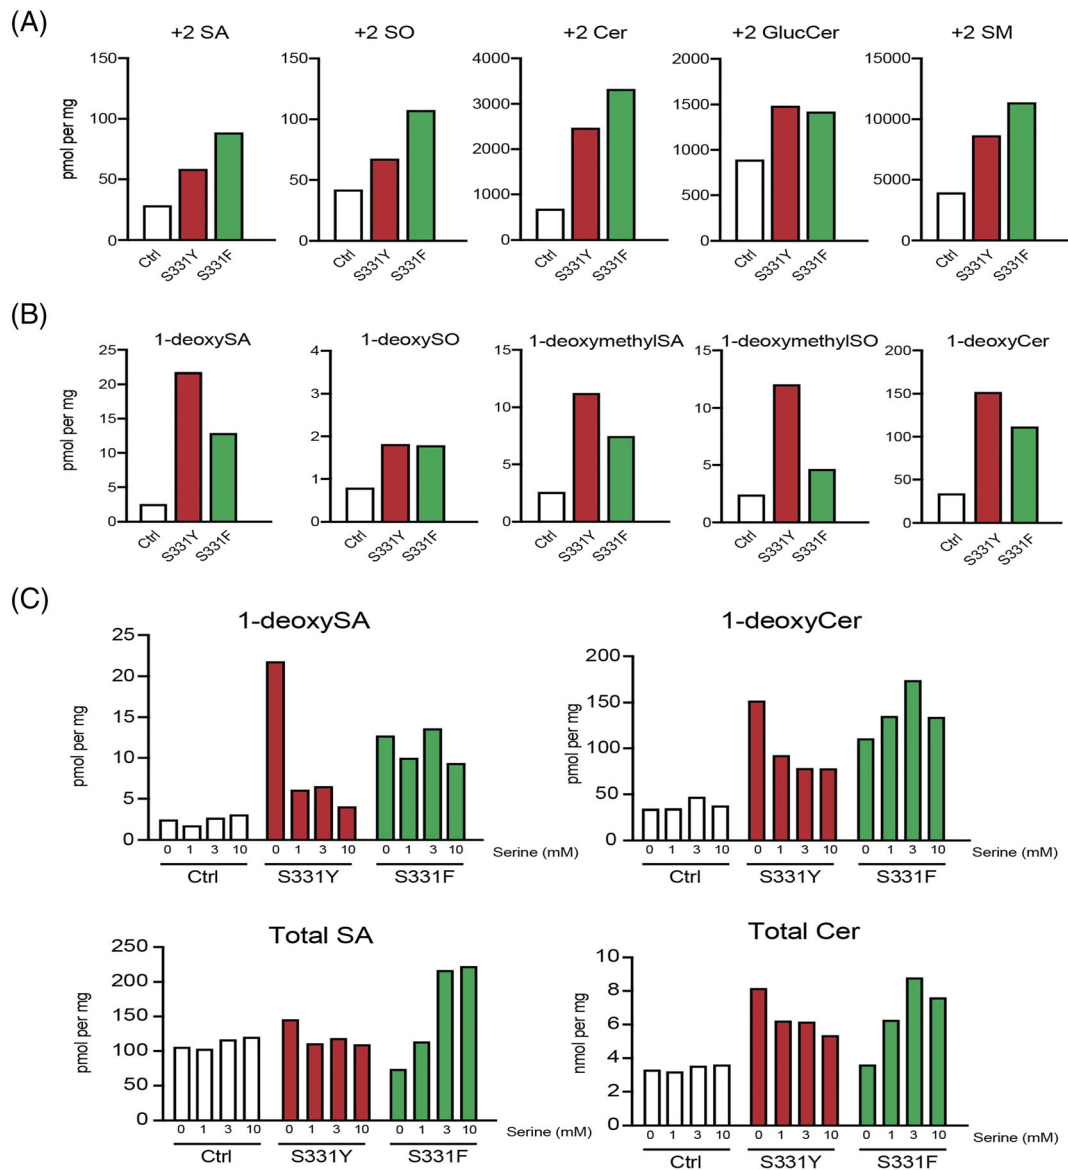 (A)
+2 SA
+2 SO
+2 Cer
+2 GlucCer
+2 SM
pmol per mg
150
100
50
0
Ctrl
S331Y
S331F
150
100
50
0
Ctrl
S331Y
S331F
4000
3000
2000
1000
0
Ctrl
S331Y
S331F
2000
1500
1000
500
0
Ctrl
S331Y
S331F
15000
10000
5000
0
Ctrl
S331Y
S331F
(B)
1-deoxySA
1-deoxySO
1-deoxymethylSA
1-deoxymethylSO
1-deoxyCer
pmol per mg
25
20
15
10
5
0
Ctrl
S331Y
S331F
4
3
2
1
0
Ctrl
S331Y
S331F
15
10
5
0
Ctrl
S331Y
S331F
15
10
5
0
Ctrl
S331Y
S331F
200
150
100
50
0
Ctrl
S331Y
S331F
(C)
1-deoxySA
pmol per mg
25
20
15
10
5
0
0 1 3 10 0 1 3 10 0 1 3 10 Serine (mM)
Ctrl S331Y S331F
1-deoxyCer
pmol per mg
200
150
100
50
0
0 1 3 10 0 1 3 10 0 1 3 10 Serine (mM)
Ctrl S331Y S331F
Total SA
pmol per mg
250
200
150
100
50
0
0 1 3 10 0 1 3 10 0 1 3 10 Serine (mM)
Ctrl S331Y S331F
Total Cer
nmol per mg
10
8
6
4
2
0
0 1 3 10 0 1 3 10 0 1 3 10 Serine (mM)
Ctrl S331Y S331F